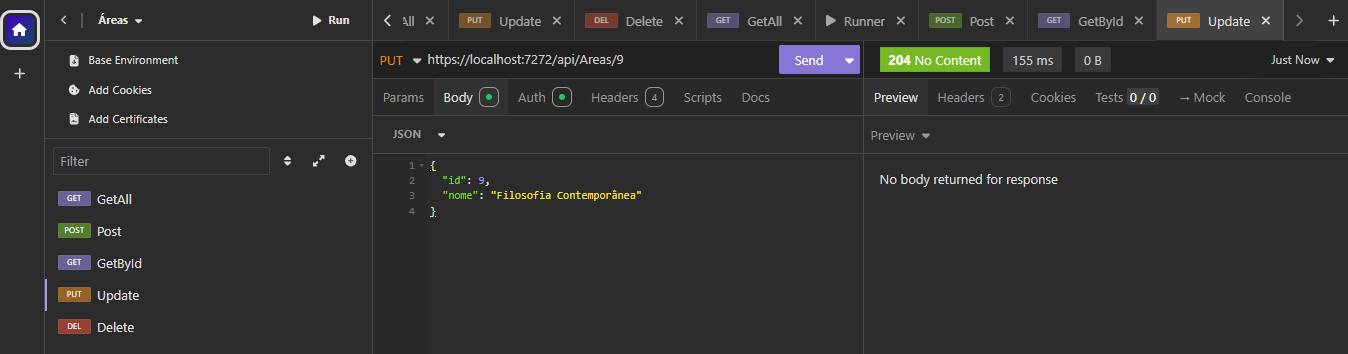 Áreas
Run
All
PUT Update
DEL Delete
GET GetAll
Runner
POST Post
GET GetById
PUT Update
Base Environment
Add Cookies
Add Certificates
Filter
GET GetAll
POST Post
GET GetById
PUT Update
DEL Delete
PUT https://localhost:7272/api/Areas/9 Send
Params Body Auth Headers 4 Scripts Docs
JSON
1 {
2 "id": 9,
3 "nome": "Filosofia Contemporânea"
4 }
204 No Content 155 ms 0 B Just Now
Preview Headers 2 Cookies Tests 0 / 0 → Mock Console
Preview
No body returned for response